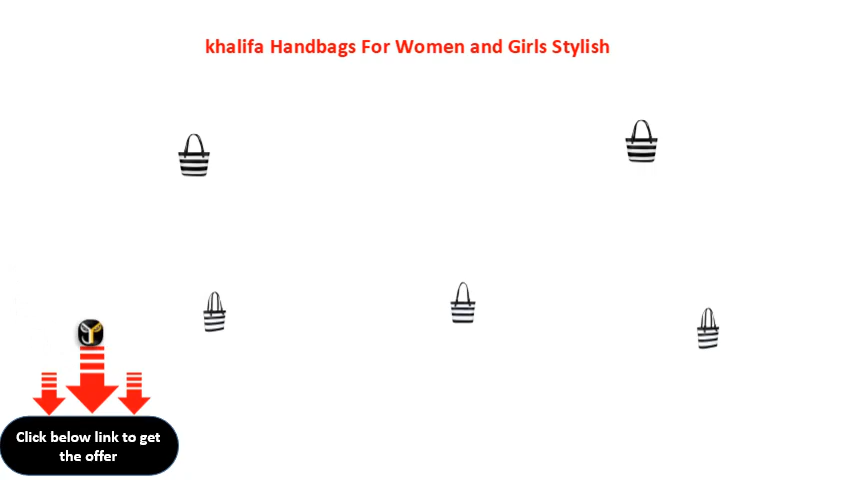 khalifa Handbags For Women and Girls Stylish
Click below link to get
the offer